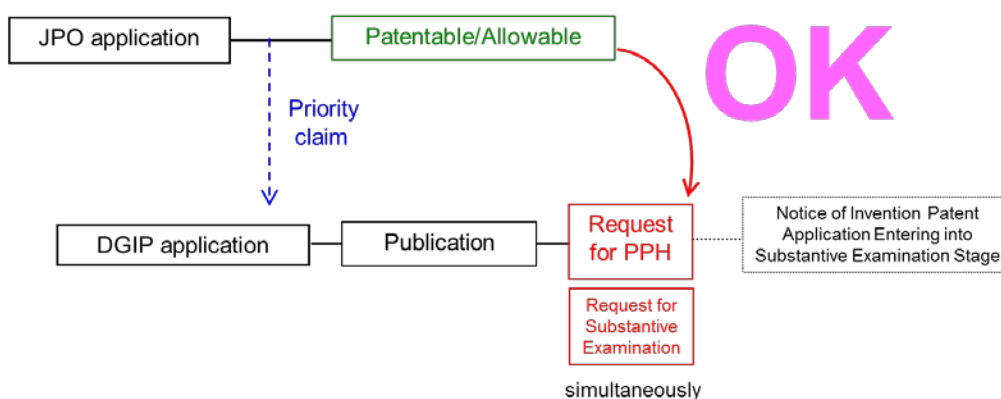 JPO application
Patentable/Allowable
OK
Priority
claim
DGIP application
Publication
Request
for PPH
Notice of Invention Patent
Application Entering into
Substantive Examination Stage
Request for
Substantive
Examination
simultaneously